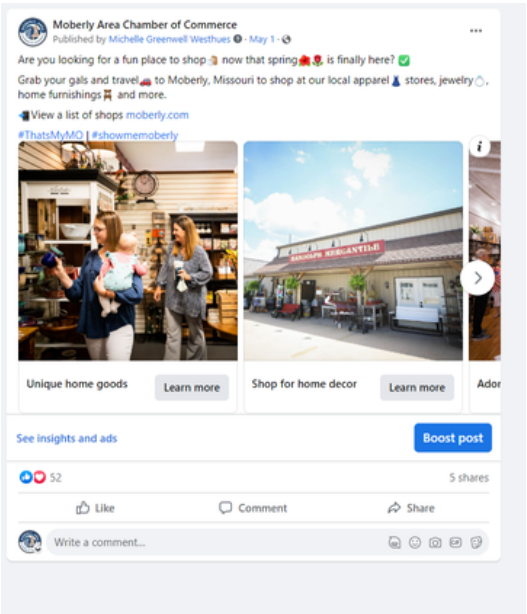 Moberly Area Chamber of Commerce
Published by Michelle Greenwell Westhues · May 1 ·
Are you looking for a fun place to shop 🛍️ now that spring 🌺🌷 is finally here? ✅
Grab your gals and travel 🚗 to Moberly, Missouri to shop at our local apparel 👗 stores, jewelry 💍,
home furnishings 🪑 and more.
📲View a list of shops moberly.com
#ThatsMyMO | #showmemoberly
i
RANDOLPH MERCANTILE
Unique home goods
Learn more
Shop for home decor
Learn more
Ador
See insights and ads
Boost post
52
5 shares
Like
Comment
Share
Write a comment...
GIF